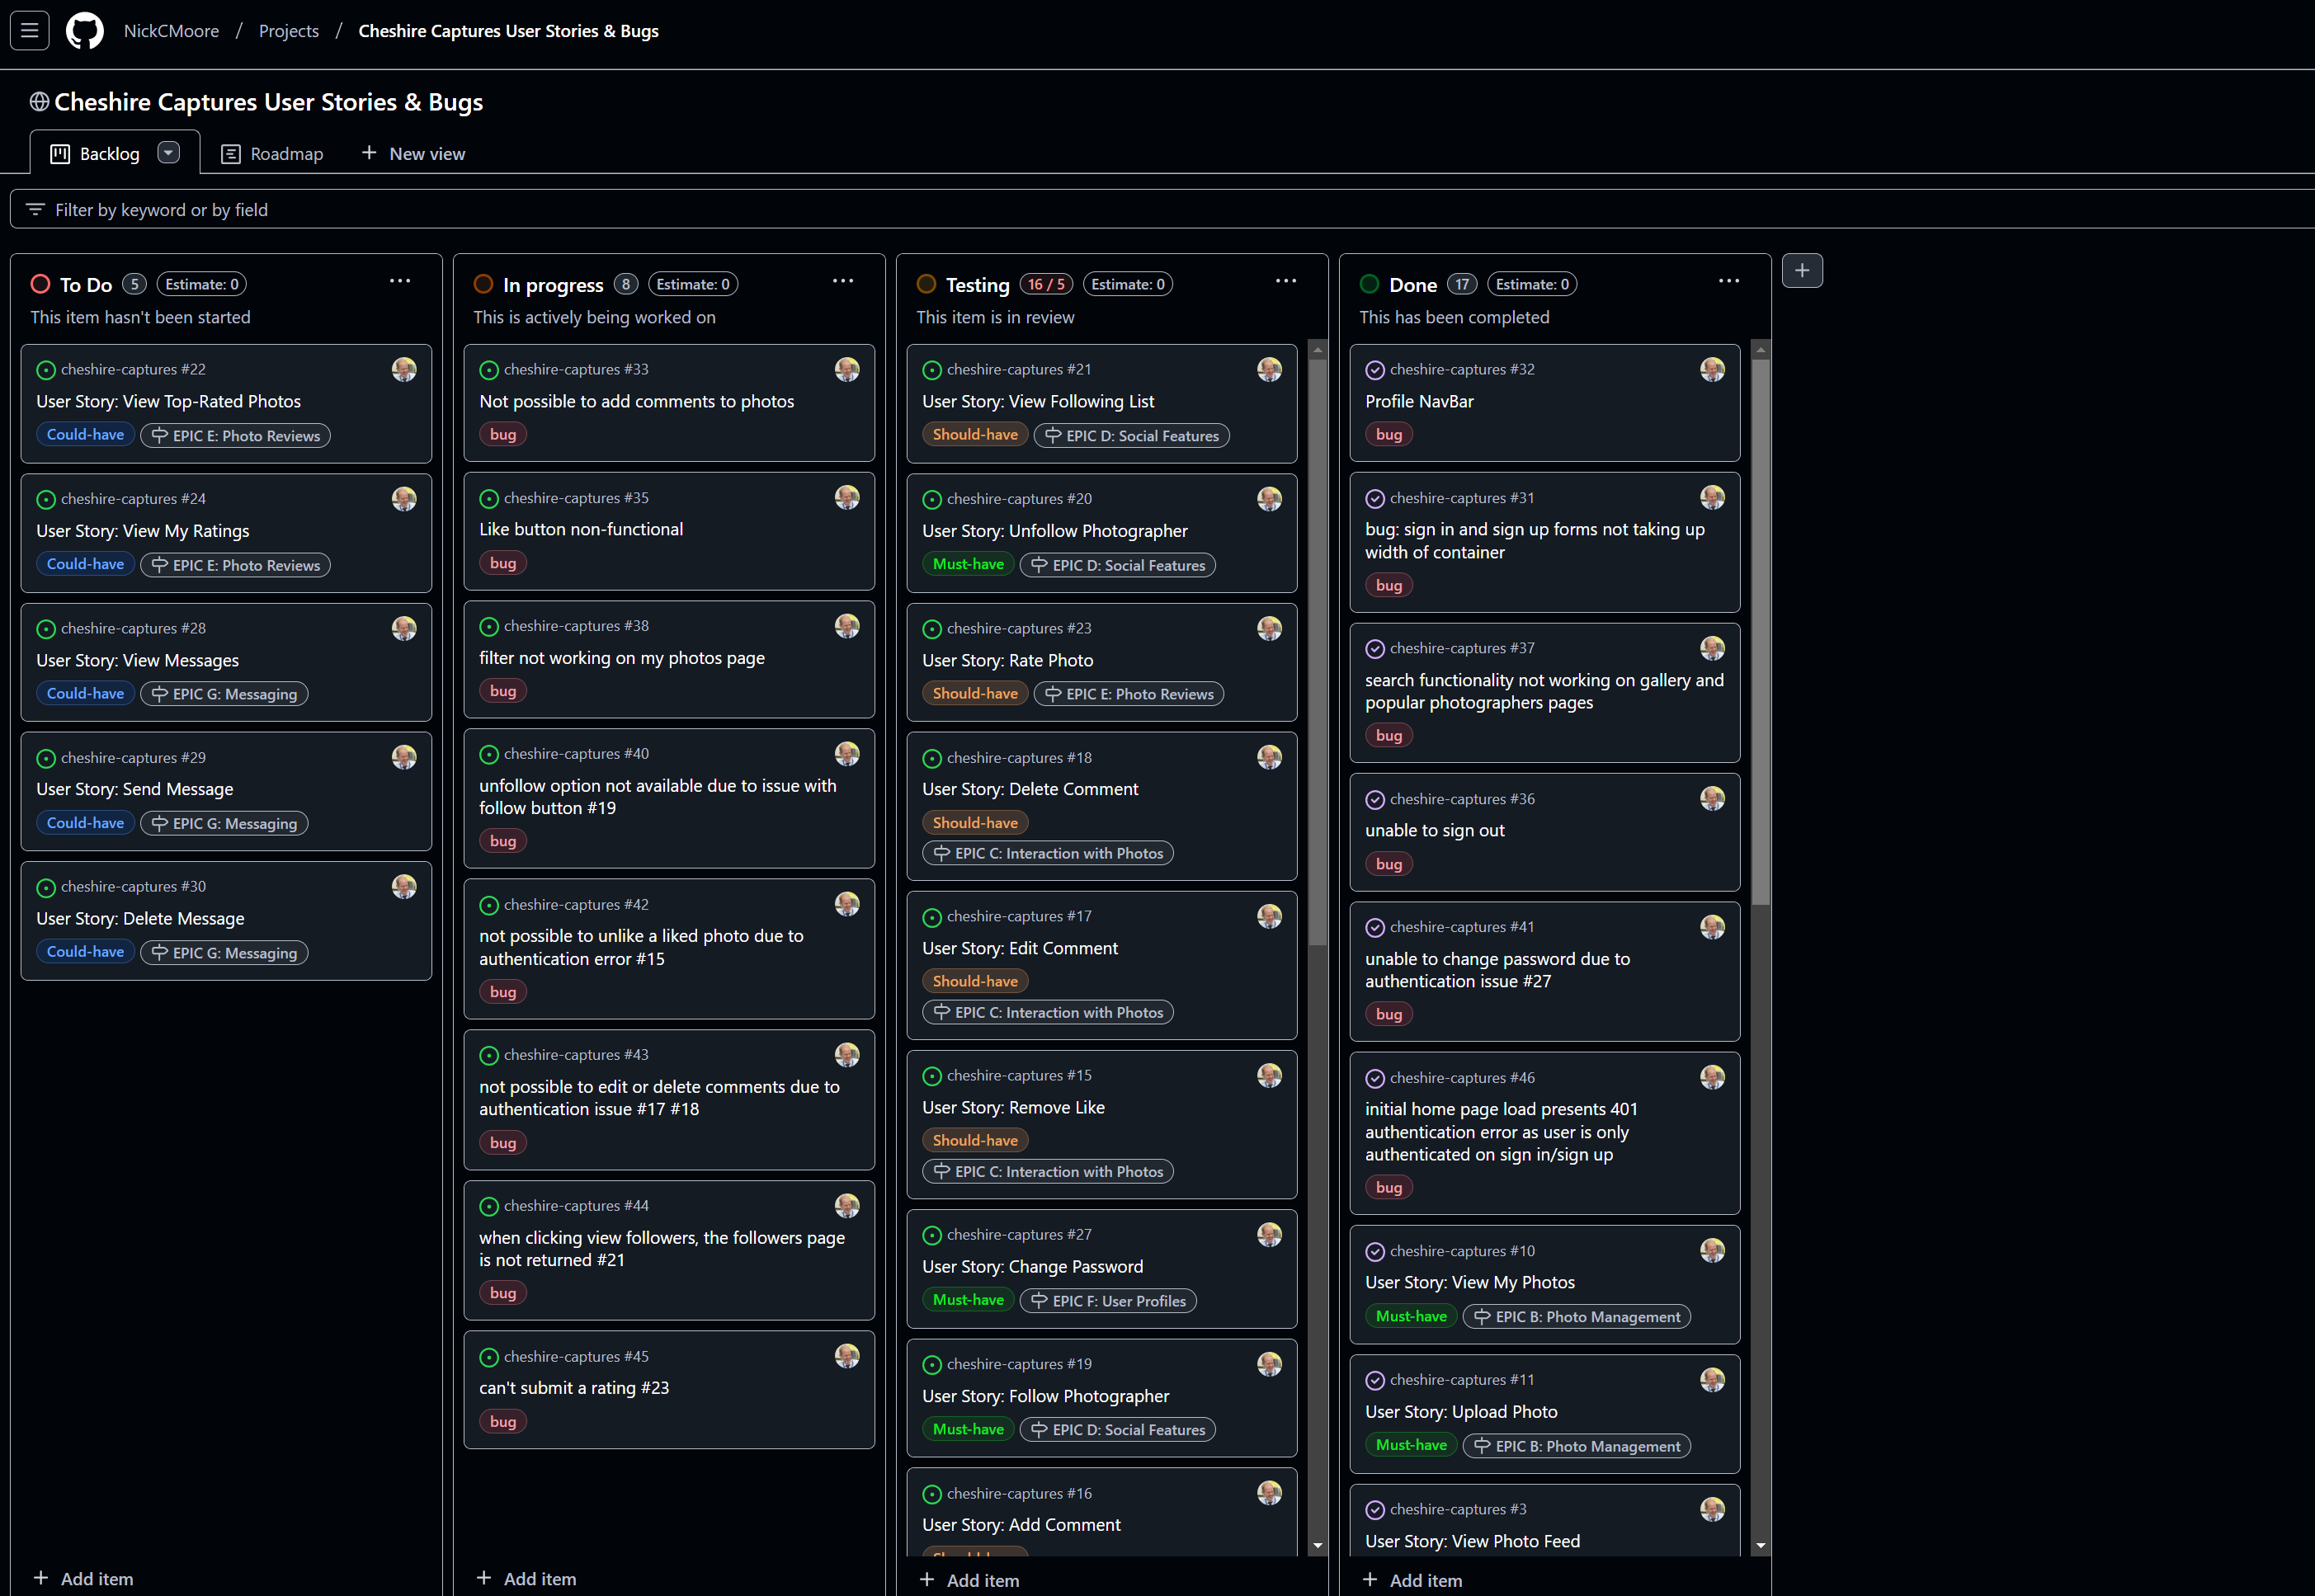 NickCMoore / Projects / Cheshire Captures User Stories & Bugs
Cheshire Captures User Stories & Bugs
Backlog
Roadmap
New view
Filter by keyword or by field
To Do 5 Estimate: 0
This item hasn't been started
cheshire-captures #22
User Story: View Top-Rated Photos
Could-have EPIC E: Photo Reviews
cheshire-captures #24
User Story: View My Ratings
Could-have EPIC E: Photo Reviews
cheshire-captures #28
User Story: View Messages
Could-have EPIC G: Messaging
cheshire-captures #29
User Story: Send Message
Could-have EPIC G: Messaging
cheshire-captures #30
User Story: Delete Message
Could-have EPIC G: Messaging
Add item
In progress 8 Estimate: 0
This is actively being worked on
cheshire-captures #33
Not possible to add comments to photos
bug
cheshire-captures #35
Like button non-functional
bug
cheshire-captures #38
filter not working on my photos page
bug
cheshire-captures #40
unfollow option not available due to issue with
follow button #19
bug
cheshire-captures #42
not possible to unlike a liked photo due to
authentication error #15
bug
cheshire-captures #43
not possible to edit or delete comments due to
authentication issue #17 #18
bug
cheshire-captures #44
when clicking view followers, the followers page
is not returned #21
bug
cheshire-captures #45
can't submit a rating #23
bug
Add item
Testing 16 / 5 Estimate: 0
This item is in review
cheshire-captures #21
User Story: View Following List
Should-have EPIC D: Social Features
cheshire-captures #20
User Story: Unfollow Photographer
Must-have EPIC D: Social Features
cheshire-captures #23
User Story: Rate Photo
Should-have EPIC E: Photo Reviews
cheshire-captures #18
User Story: Delete Comment
Should-have
EPIC C: Interaction with Photos
cheshire-captures #17
User Story: Edit Comment
Should-have
EPIC C: Interaction with Photos
cheshire-captures #15
User Story: Remove Like
Should-have
EPIC C: Interaction with Photos
cheshire-captures #27
User Story: Change Password
Must-have EPIC F: User Profiles
cheshire-captures #19
User Story: Follow Photographer
Must-have EPIC D: Social Features
cheshire-captures #16
User Story: Add Comment
Add item
Done 17 Estimate: 0
This has been completed
cheshire-captures #32
Profile NavBar
bug
cheshire-captures #31
bug: sign in and sign up forms not taking up
width of container
bug
cheshire-captures #37
search functionality not working on gallery and
popular photographers pages
bug
cheshire-captures #36
unable to sign out
bug
cheshire-captures #41
unable to change password due to
authentication issue #27
bug
cheshire-captures #46
initial home page load presents 401
authentication error as user is only
authenticated on sign in/sign up
bug
cheshire-captures #10
User Story: View My Photos
Must-have EPIC B: Photo Management
cheshire-captures #11
User Story: Upload Photo
Must-have EPIC B: Photo Management
cheshire-captures #3
User Story: View Photo Feed
Add item